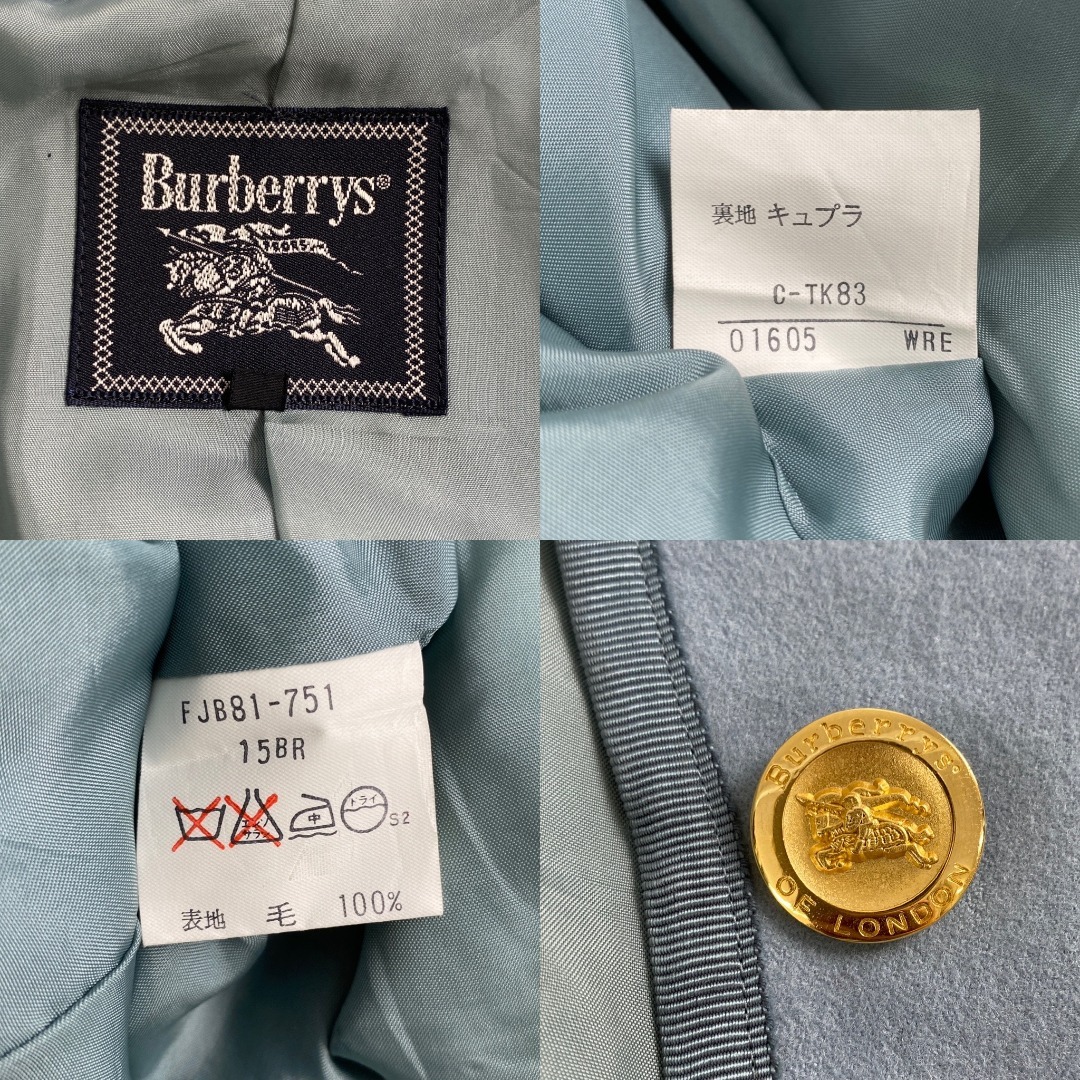 Burberrys®
裏地 キュプラ
C-TK83
01605 WRE
FJB81-751
15BR
中 ドライ S2
表地 毛 100%
Burberrys®
OF LONDON